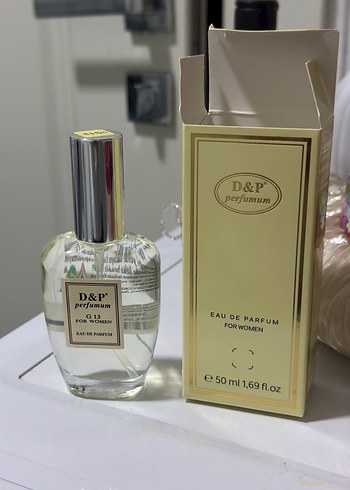 D&P®
perfumum
G 13
FOR WOMEN
EAU DE PARFUM
D&P®
perfumum
EAU DE PARFUM
FOR WOMEN
℮ 50 ml 1,69 fl.oz